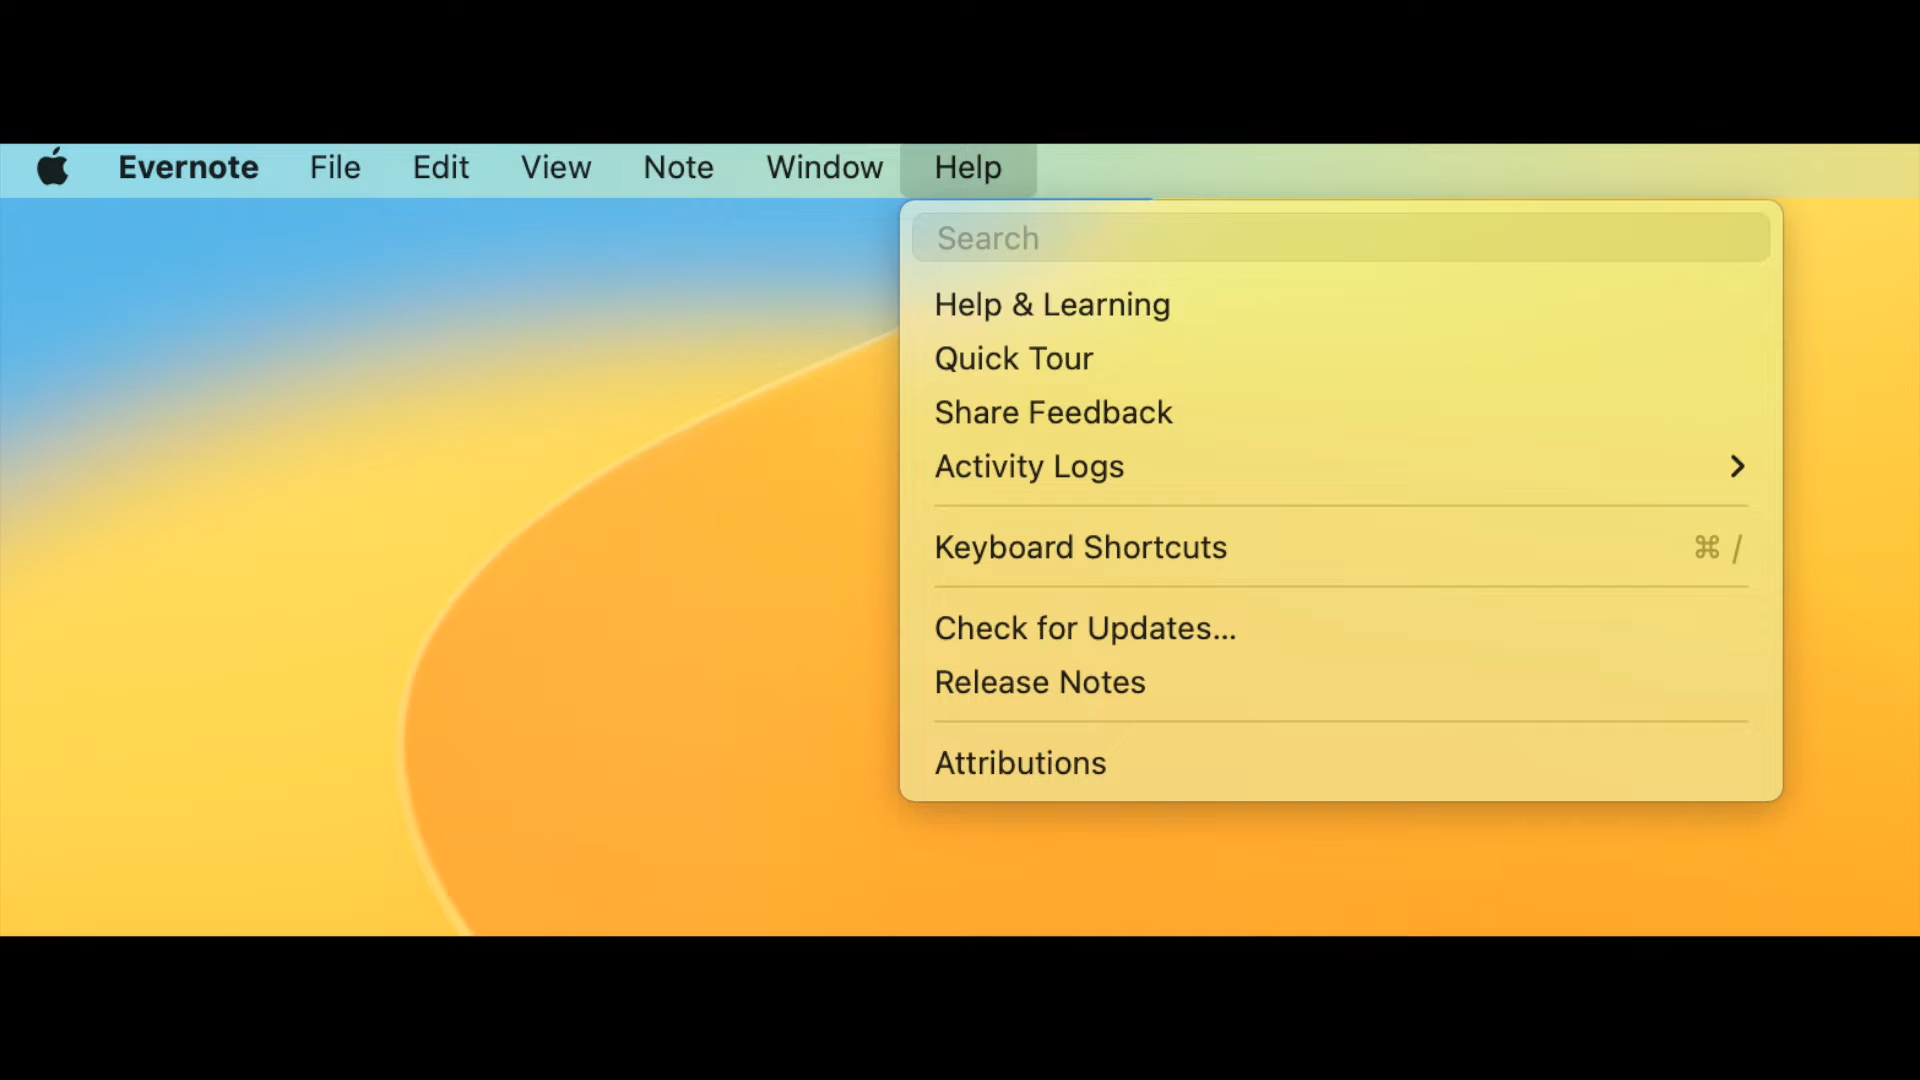 Evernote File Edit View Note Window Help
Search
Help & Learning
Quick Tour
Share Feedback
Activity Logs
Keyboard Shortcuts ⌘ /
Check for Updates...
Release Notes
Attributions